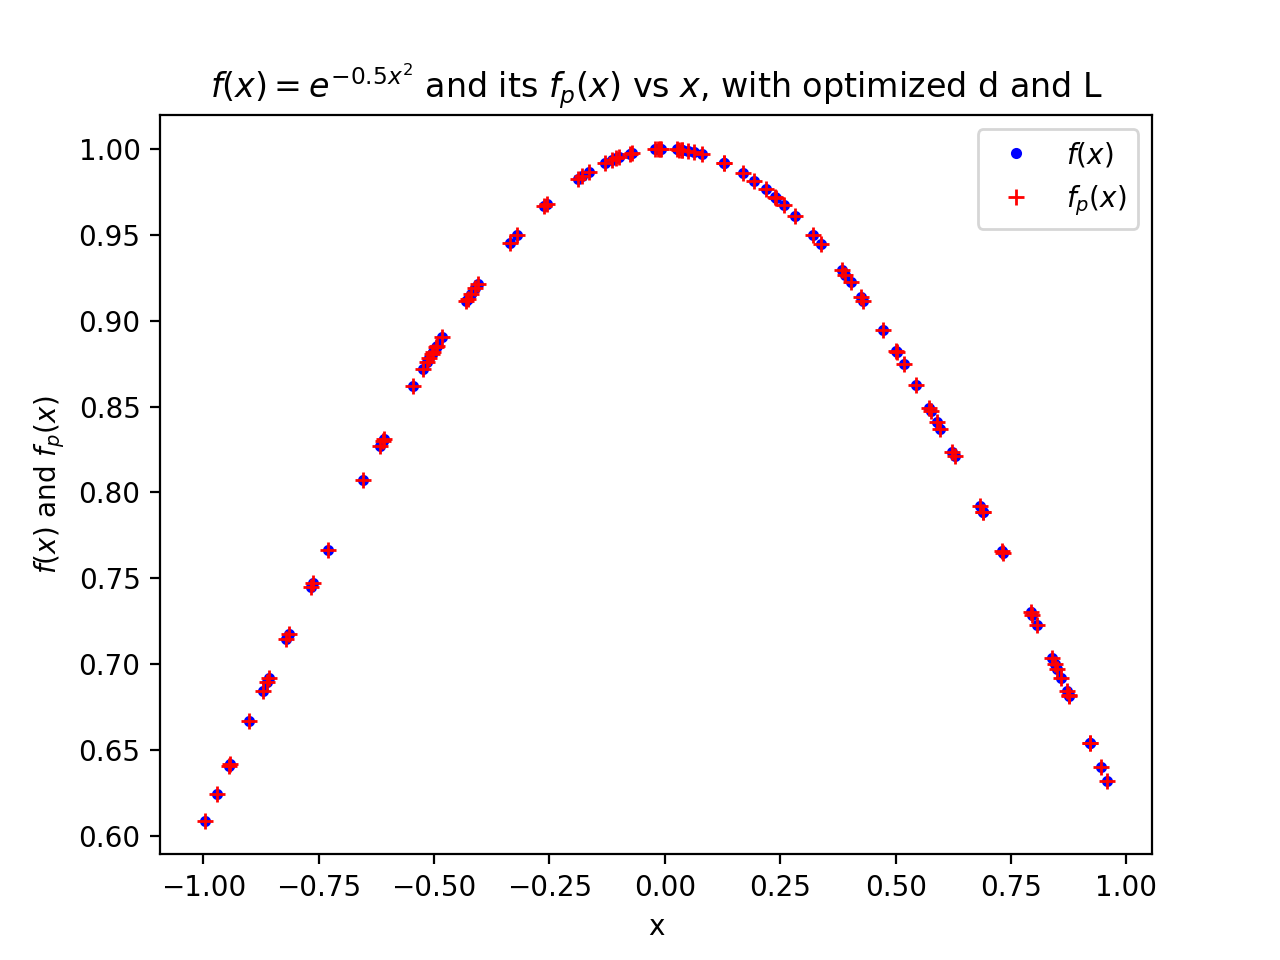 f(x) = e^{-0.5x^2} and its f_p(x) vs x, with optimized d and L
f(x)
f_p(x)
f(x) and f_p(x)
1.00
0.95
0.90
0.85
0.80
0.75
0.70
0.65
0.60
−1.00 −0.75 −0.50 −0.25 0.00 0.25 0.50 0.75 1.00
x